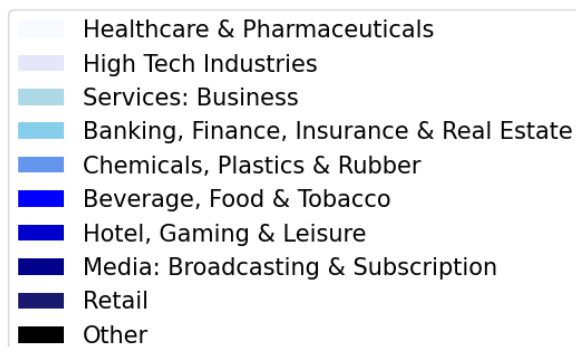 Healthcare & Pharmaceuticals
High Tech Industries
Services: Business
Banking, Finance, Insurance & Real Estate
Chemicals, Plastics & Rubber
Beverage, Food & Tobacco
Hotel, Gaming & Leisure
Media: Broadcasting & Subscription
Retail
Other